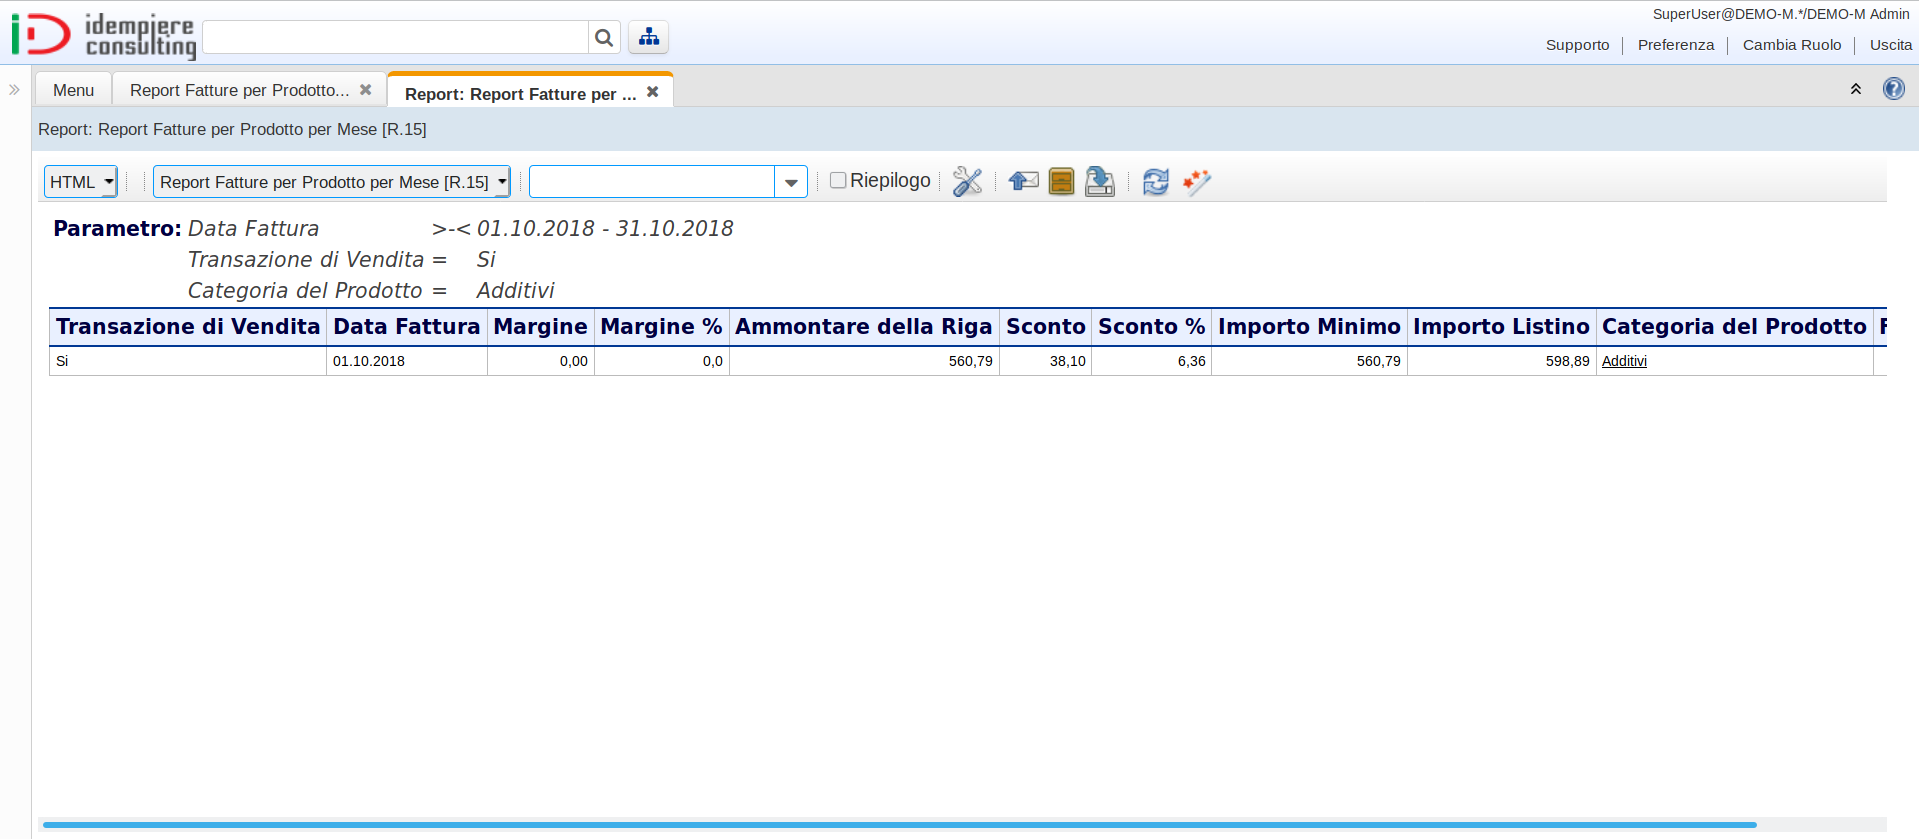 idempiere
consulting
SuperUser@DEMO-M.*/DEMO-M Admin
Supporto Preferenza Cambia Ruolo Uscita
Menu Report Fatture per Prodotto... Report: Report Fatture per ...
Report: Report Fatture per Prodotto per Mese [R.15]
HTML Report Fatture per Prodotto per Mese [R.15] Riepilogo
Parametro: Data Fattura >-< 01.10.2018 - 31.10.2018
Transazione di Vendita = Si
Categoria del Prodotto = Additivi
Transazione di Vendita Data Fattura Margine Margine % Ammontare della Riga Sconto Sconto % Importo Minimo Importo Listino Categoria del Prodotto
Si 01.10.2018 0,00 0,0 560,79 38,10 6,36 560,79 598,89 Additivi